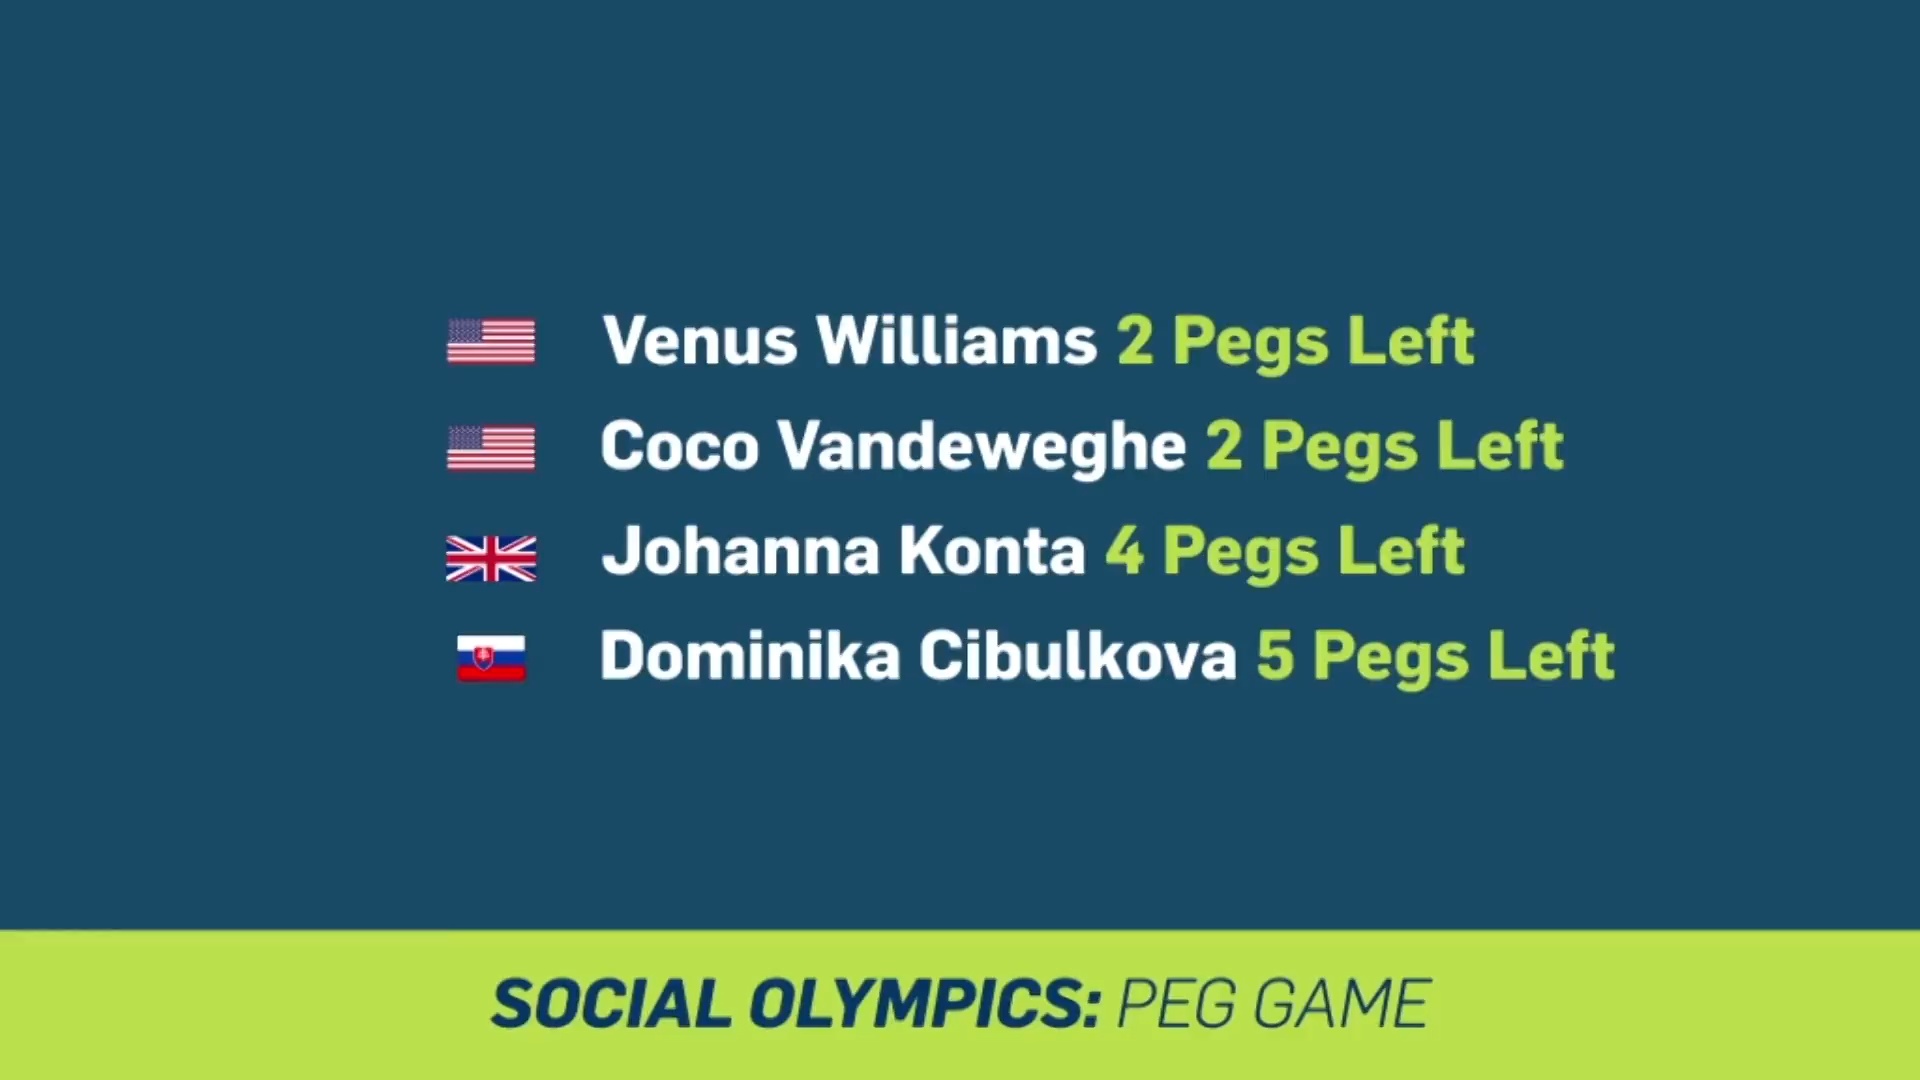 Venus Williams 2 Pegs Left
Coco Vandeweghe 2 Pegs Left
Johanna Konta 4 Pegs Left
Dominika Cibulkova 5 Pegs Left
SOCIAL OLYMPICS: PEG GAME